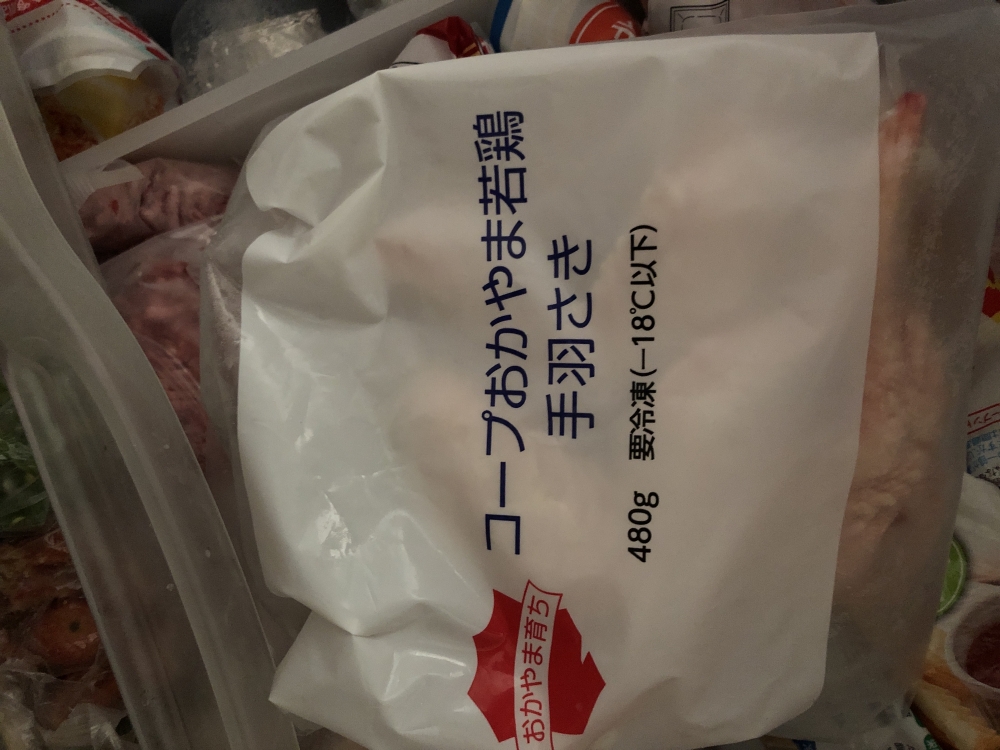 コープおかやま若鶏
手羽さき
480g 要冷凍(－18℃以下)
おかやま育ち